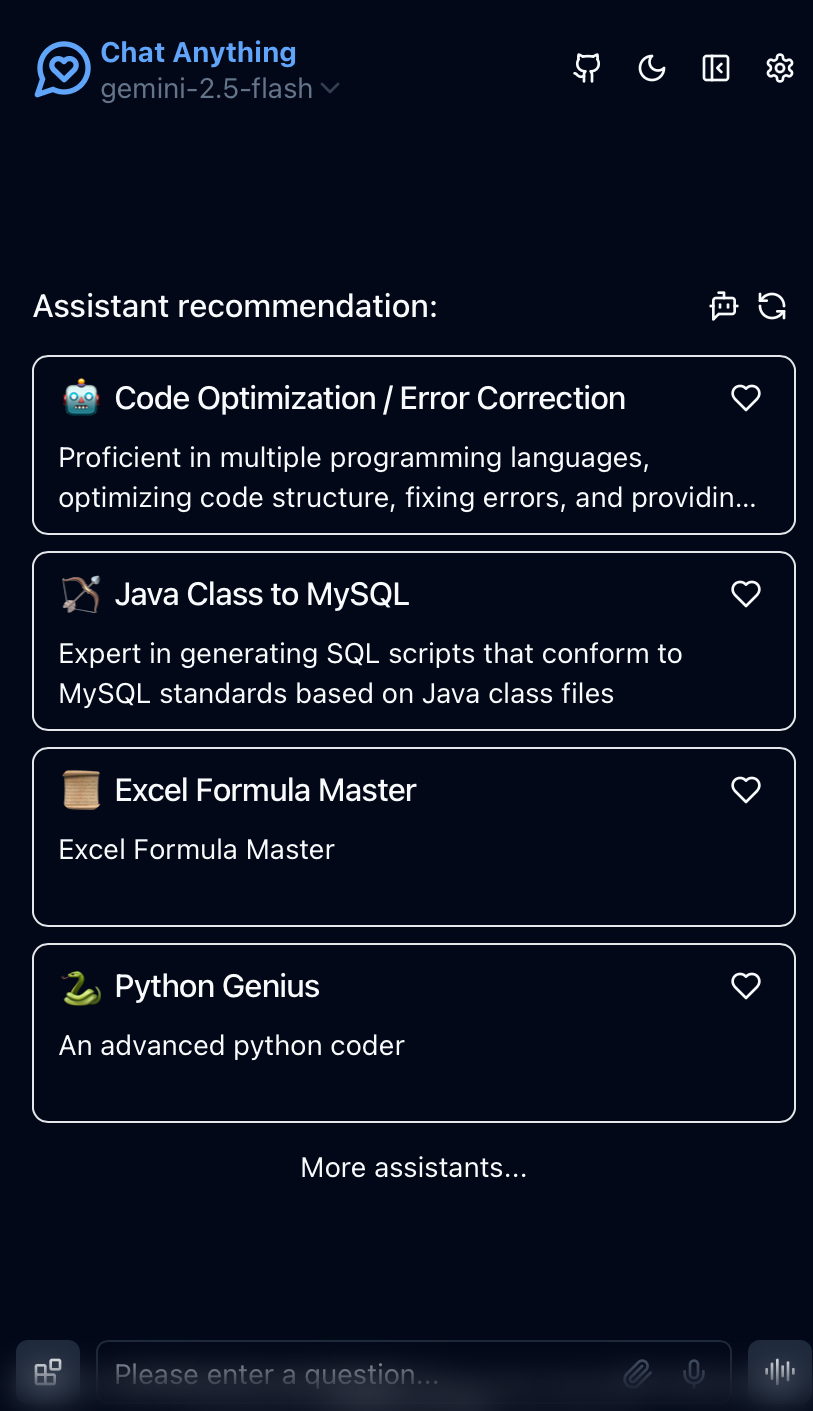 Chat Anything
gemini-2.5-flash
Assistant recommendation:
Code Optimization / Error Correction
Proficient in multiple programming languages,
optimizing code structure, fixing errors, and providin...
Java Class to MySQL
Expert in generating SQL scripts that conform to
MySQL standards based on Java class files
Excel Formula Master
Excel Formula Master
Python Genius
An advanced python coder
More assistants...
Please enter a question...